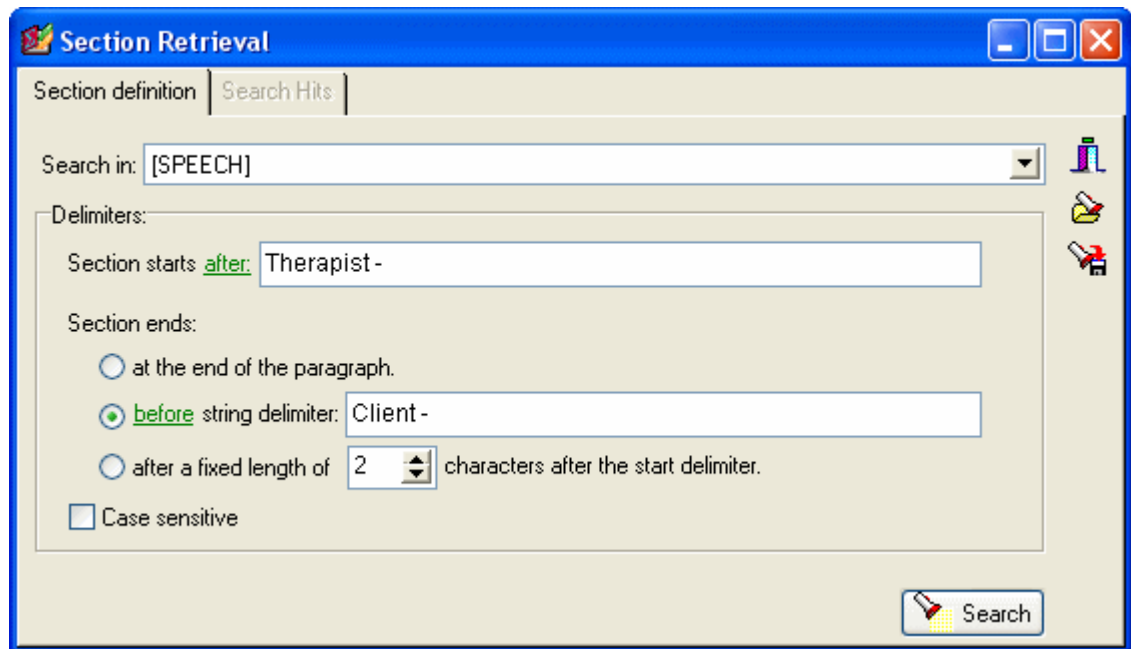 Section Retrieval
Section definition Search Hits
Search in: [SPEECH]
Delimiters:
Section starts after: Therapist -
Section ends:
at the end of the paragraph.
before string delimiter: Client -
after a fixed length of 2 characters after the start delimiter.
Case sensitive
Search